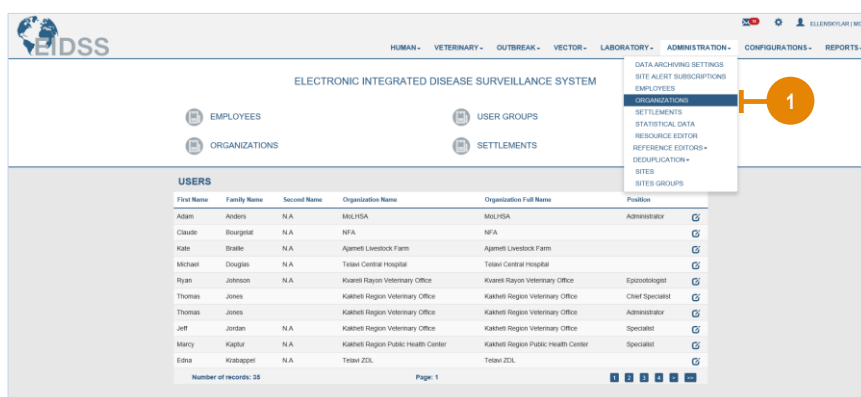 EIDSS
16
ELLENSKYLAR | MO
HUMAN
VETERINARY
OUTBREAK
VECTOR
LABORATORY
ADMINISTRATION
CONFIGURATIONS
REPORTS
DATA ARCHIVING SETTINGS
SITE ALERT SUBSCRIPTIONS
EMPLOYEES
ORGANIZATIONS
SETTLEMENTS
STATISTICAL DATA
RESOURCE EDITOR
REFERENCE EDITORS
DEDUPLICATION
SITES
SITES GROUPS
1
ELECTRONIC INTEGRATED DISEASE SURVEILLANCE SYSTEM
EMPLOYEES
USER GROUPS
ORGANIZATIONS
SETTLEMENTS
USERS
First Name Family Name Second Name Organization Name Organization Full Name Position
Adam Anders N.A MoLHSA MoLHSA Administrator
Claude Bourgelat N.A NFA NFA
Kate Braille N.A Ajameti Livestock Farm Ajameti Livestock Farm
Michael Douglas N.A Telavi Central Hospital Telavi Central Hospital
Ryan Johnson N.A Kvareli Rayon Veterinary Office Kvareli Rayon Veterinary Office Epizootologist
Thomas Jones Kakheti Region Veterinary Office Kakheti Region Veterinary Office Chief Specialist
Thomas Jones Kakheti Region Veterinary Office Kakheti Region Veterinary Office Administrator
Jeff Jordan N.A Kakheti Region Veterinary Office Kakheti Region Veterinary Office Specialist
Marcy Kaptur N.A Kakheti Region Public Health Center Kakheti Region Public Health Center Specialist
Edna Krabappel N.A Telavi ZDL Telavi ZDL
Number of records: 35 Page: 1 1 2 3 4 > >>